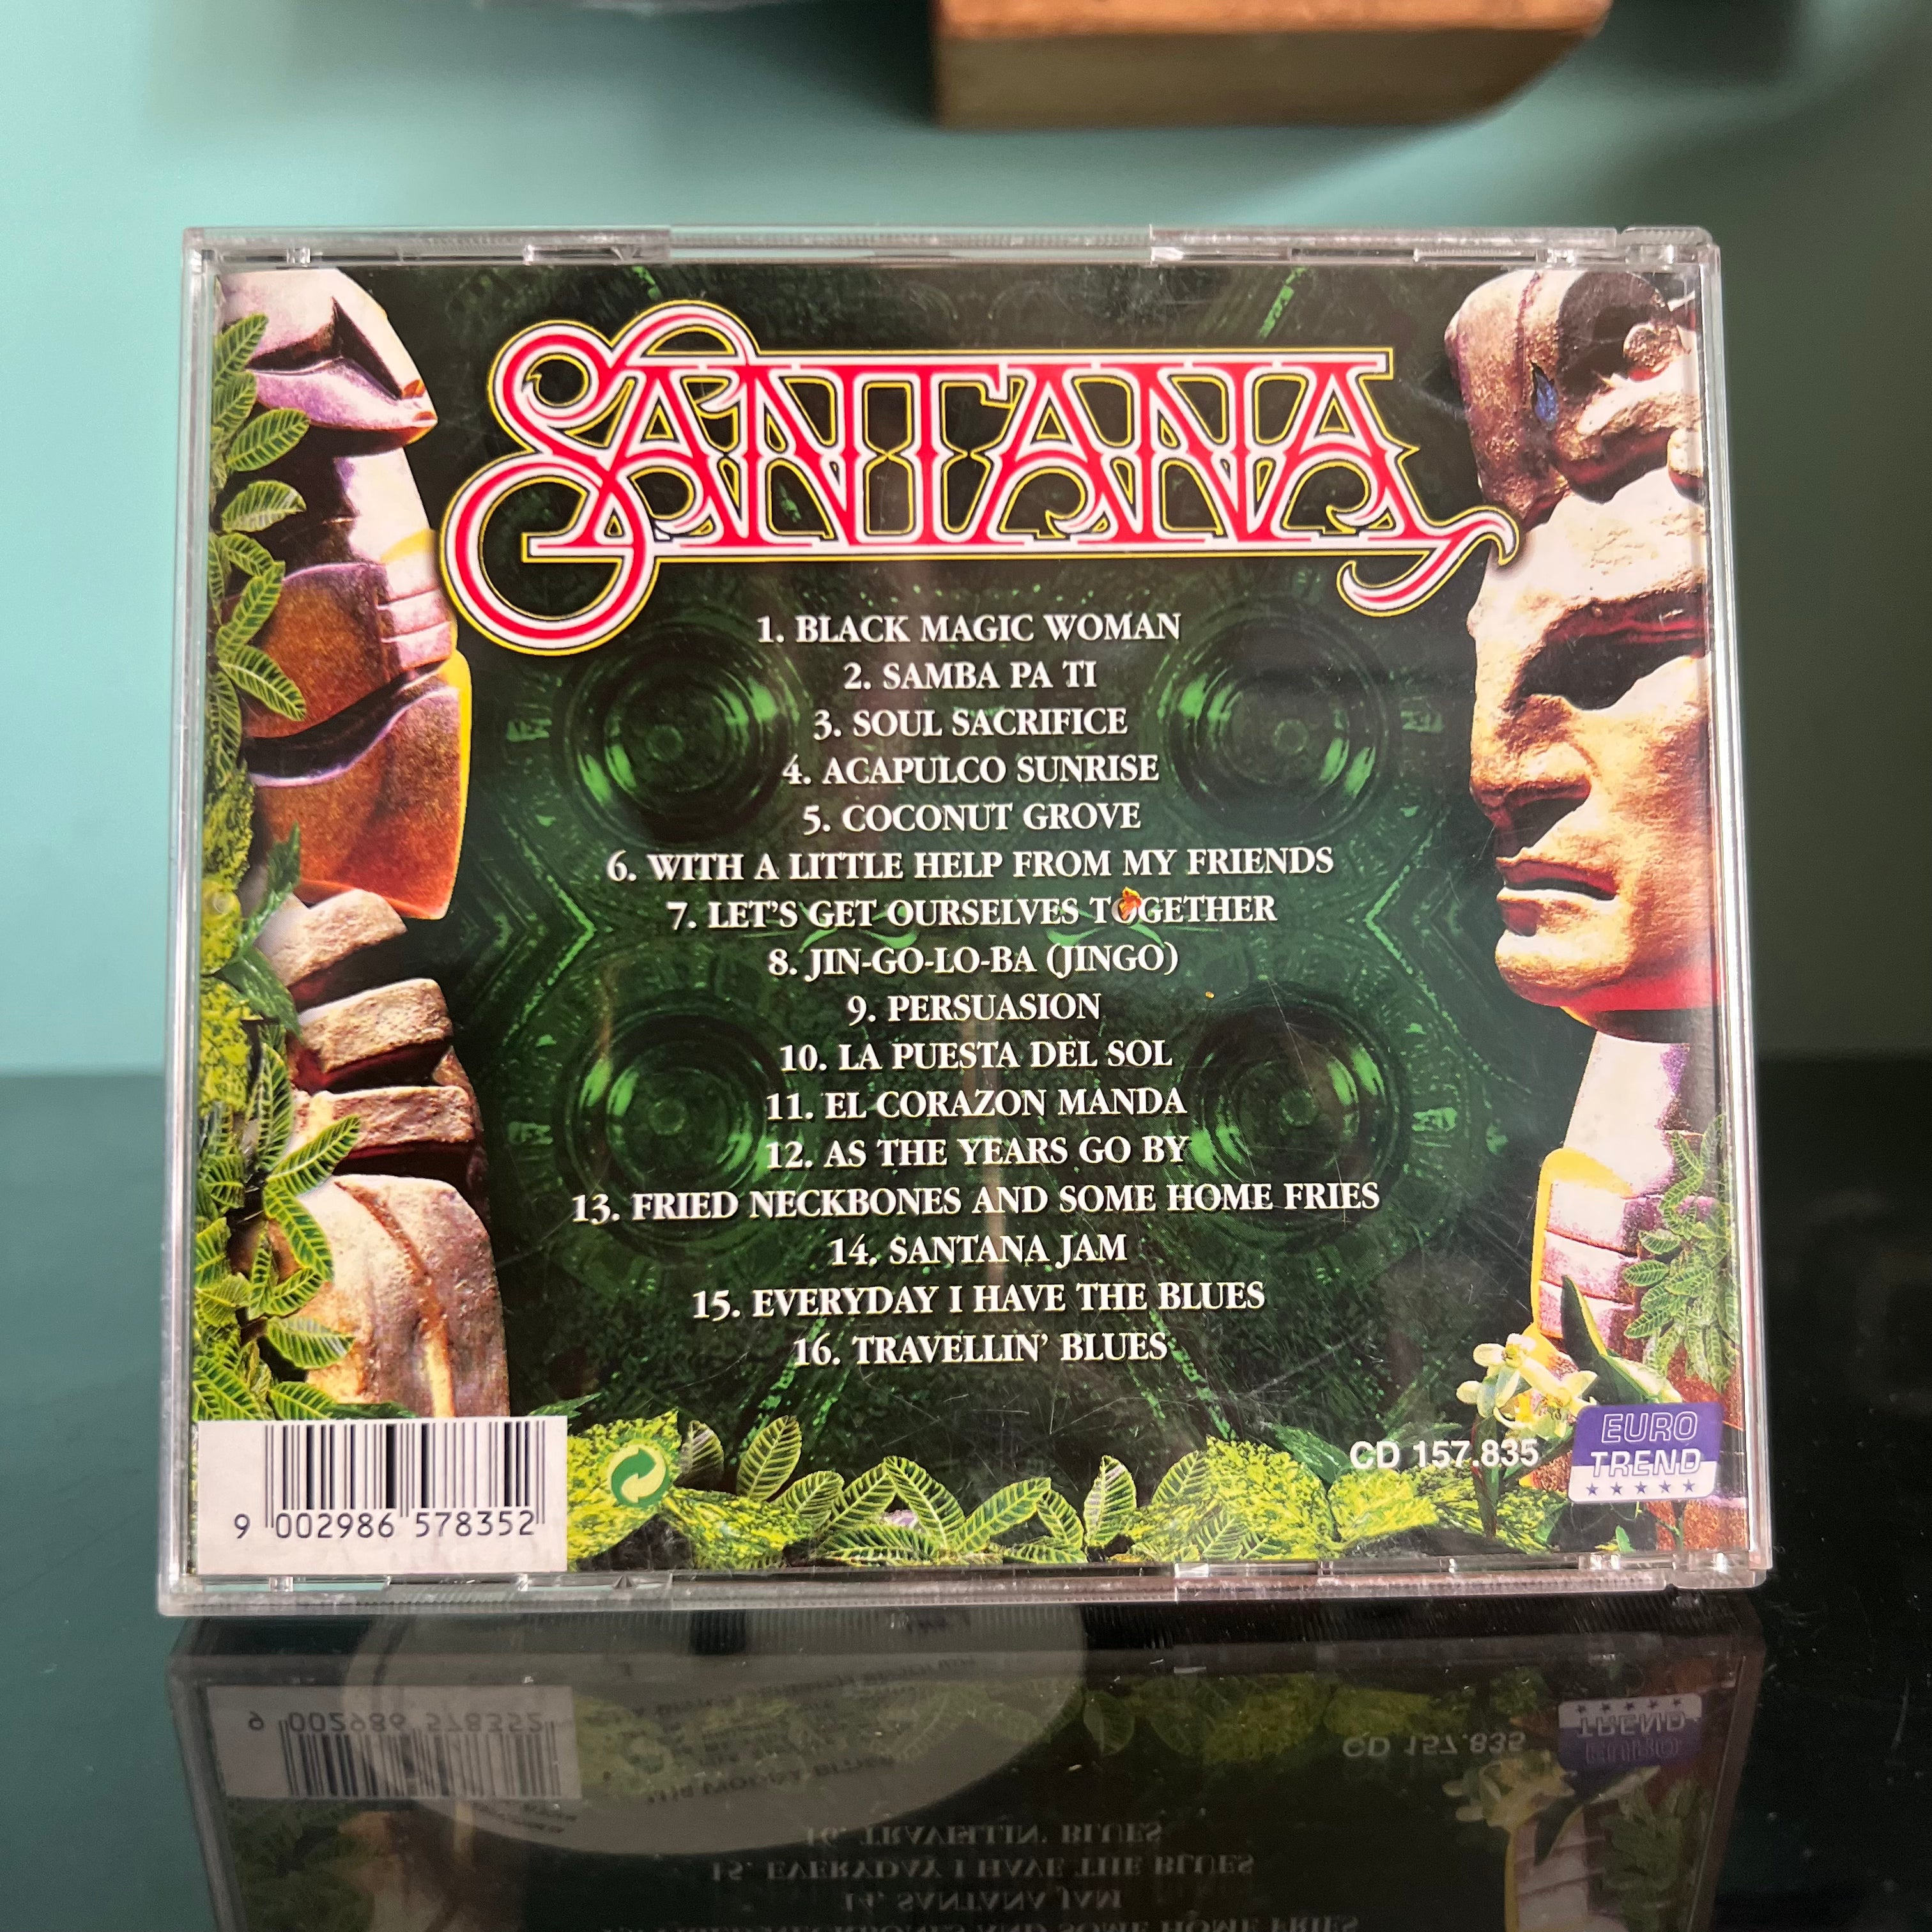 SANTANA
1. BLACK MAGIC WOMAN
2. SAMBA PA TI
3. SOUL SACRIFICE
4. ACAPULCO SUNRISE
5. COCONUT GROVE
6. WITH A LITTLE HELP FROM MY FRIENDS
7. LET'S GET OURSELVES TOGETHER
8. JIN-GO-LO-BA (JINGO)
9. PERSUASION
10. LA PUESTA DEL SOL
11. EL CORAZON MANDA
12. AS THE YEARS GO BY
13. FRIED NECKBONES AND SOME HOME FRIES
14. SANTANA JAM
15. EVERYDAY I HAVE THE BLUES
16. TRAVELLIN' BLUES
CD 157.835
EURO
TREND
9 002986 578352